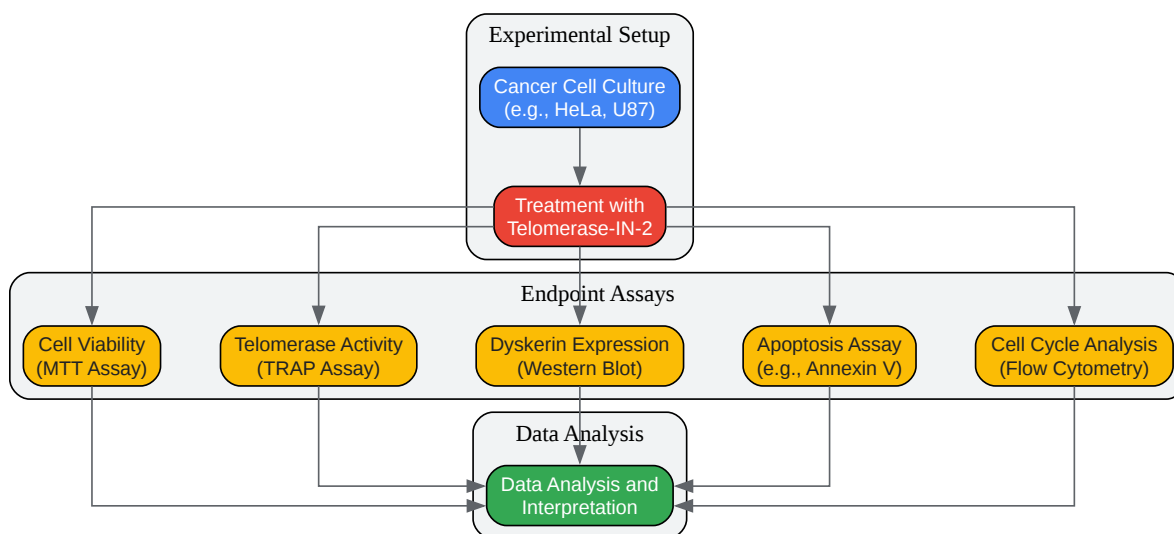 Experimental Setup
Cancer Cell Culture
(e.g., HeLa, U87)
Treatment with
Telomerase-IN-2
Endpoint Assays
Cell Viability
(MTT Assay)
Telomerase Activity
(TRAP Assay)
Dyskerin Expression
(Western Blot)
Apoptosis Assay
(e.g., Annexin V)
Cell Cycle Analysis
(Flow Cytometry)
Data Analysis
Data Analysis and
Interpretation